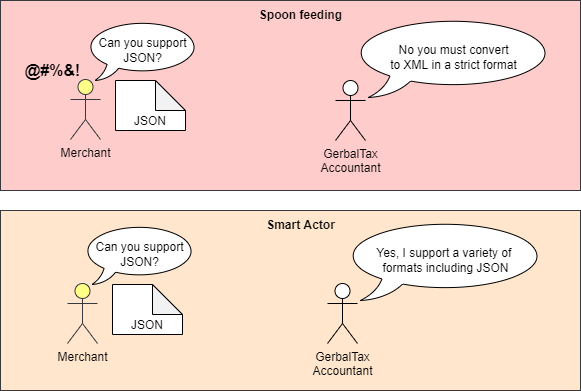 Spoon feeding
Can you support
JSON?
No you must convert
to XML in a strict format
@#%&!
JSON
Merchant
GerbalTax
Accountant
Smart Actor
Can you support
JSON?
Yes, I support a variety of
formats including JSON
JSON
Merchant
GerbalTax
Accountant